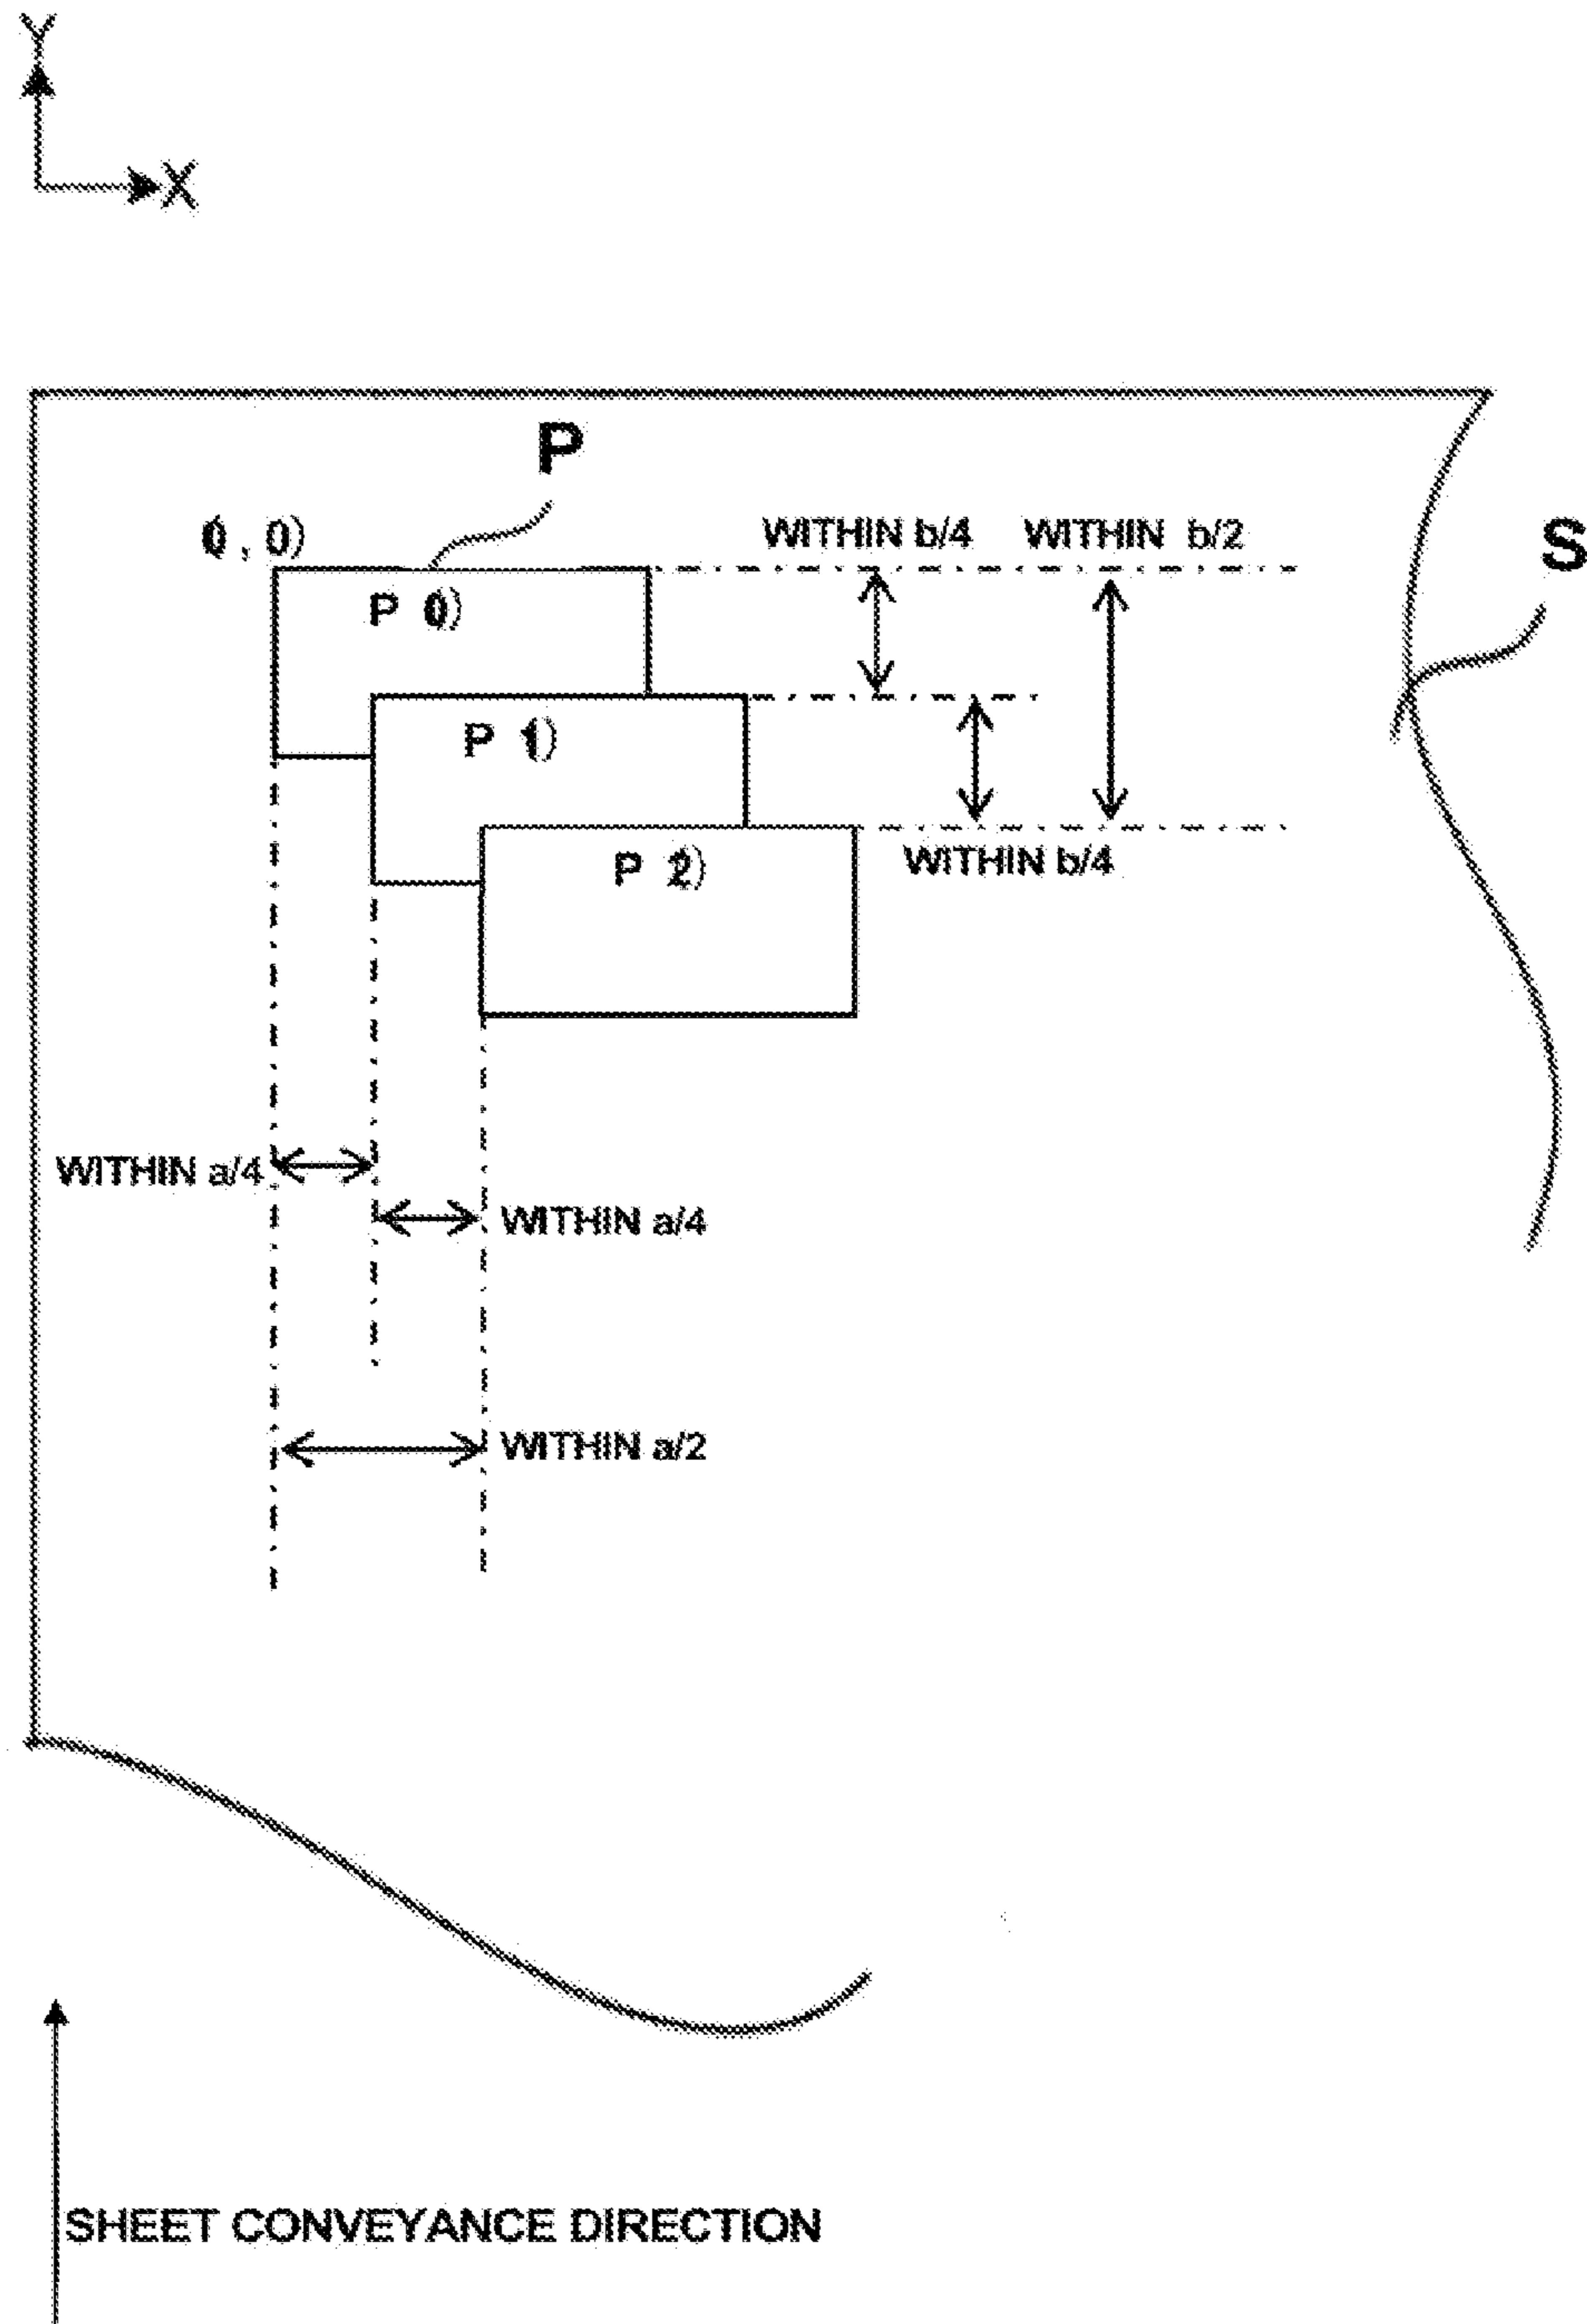 Y
X
P
(0, 0)
WITHIN b/4
WITHIN b/2
S
P (0)
P (1)
P (2)
WITHIN b/4
WITHIN a/4
WITHIN a/4
WITHIN a/2
SHEET CONVEYANCE DIRECTION